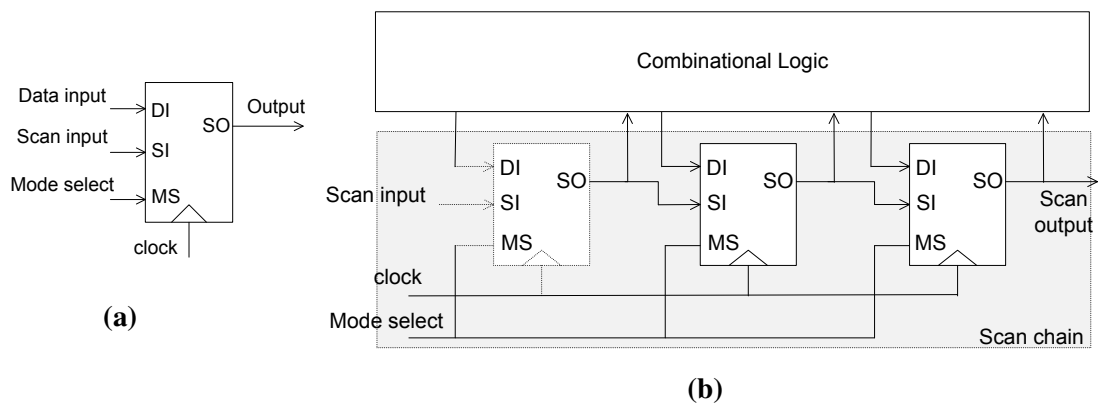 Data input
Scan input
Mode select
DI
SI
MS
SO
Output
clock
(a)
Combinational Logic
DI
SI
MS
SO
DI
SI
MS
SO
DI
SI
MS
SO
Scan input
clock
Mode select
Scan
output
Scan chain
(b)